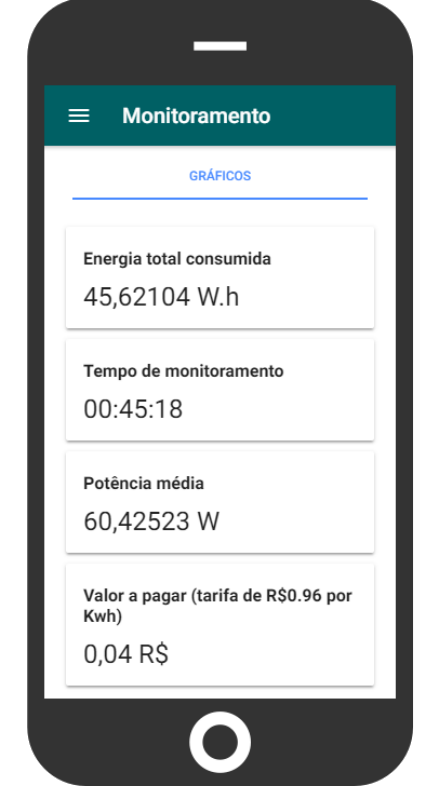 Monitoramento
GRÁFICOS
Energia total consumida
45,62104 W.h
Tempo de monitoramento
00:45:18
Potência média
60,42523 W
Valor a pagar (tarifa de R$0.96 por
Kwh)
0,04 R$